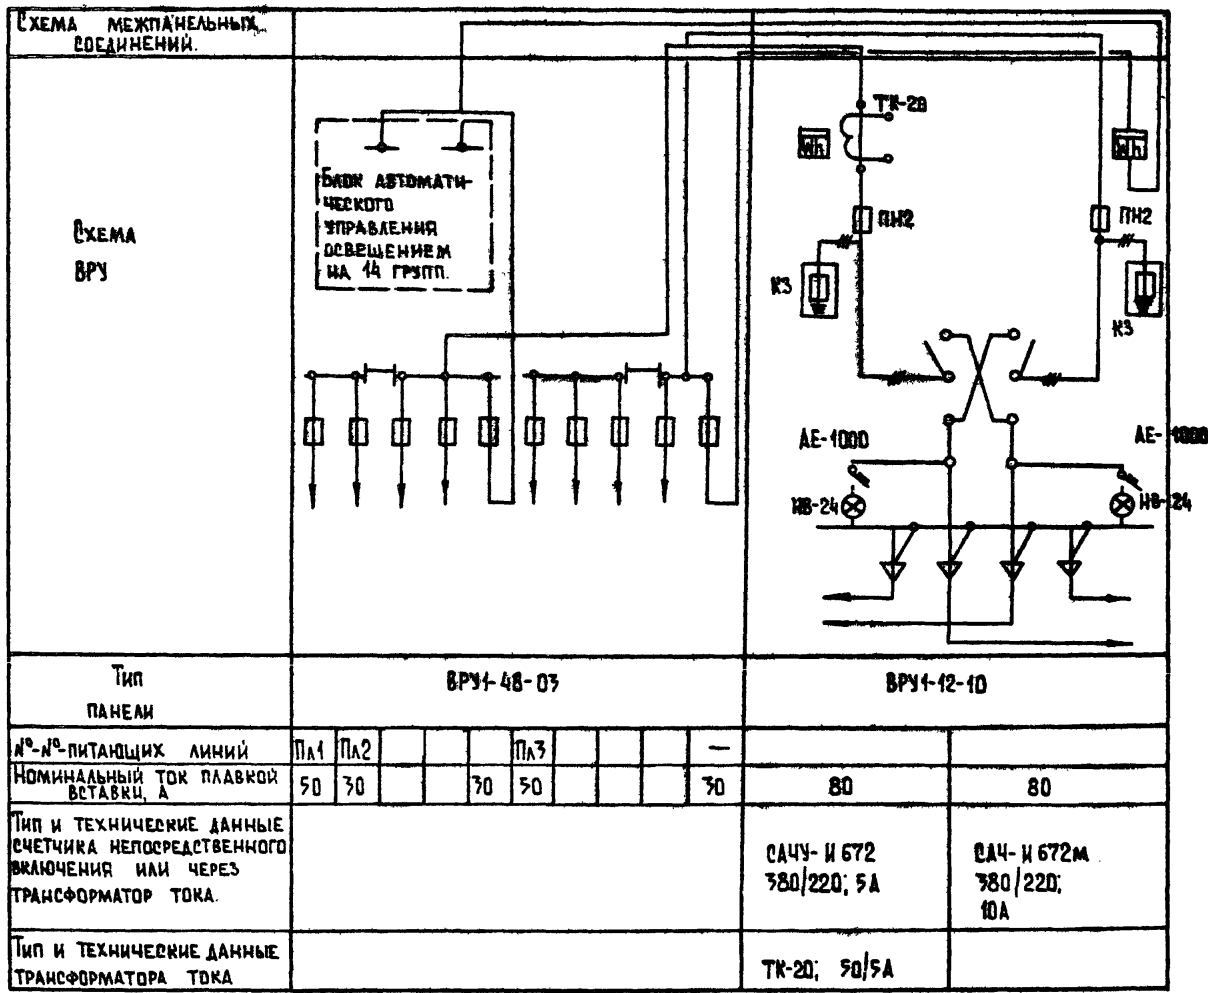 Схема межпанельных
соединений.
Схема
ВРУ
Блок автомати-
ческого
управления
освещением
на 14 групп.
ТК-20
Wh
Wh
ПН2
ПН2
КЗ
КЗ
АЕ-1000
АЕ-1000
НВ-24
НВ-24
Тип
панели
ВРУ1-48-03
ВРУ1-12-10
№-№-питающих линий
Пл1 Пл2 Пл3 —
Номинальный ток плавкой
вставки, А
50 30 30 50 30 80 80
Тип и технические данные
счетчика непосредственного
включения или через
трансформатор тока.
САЧУ-И672
380/220; 5А
САЧ-И672м
380/220;
10А
Тип и технические данные
трансформатора тока
ТК-20; 50/5А